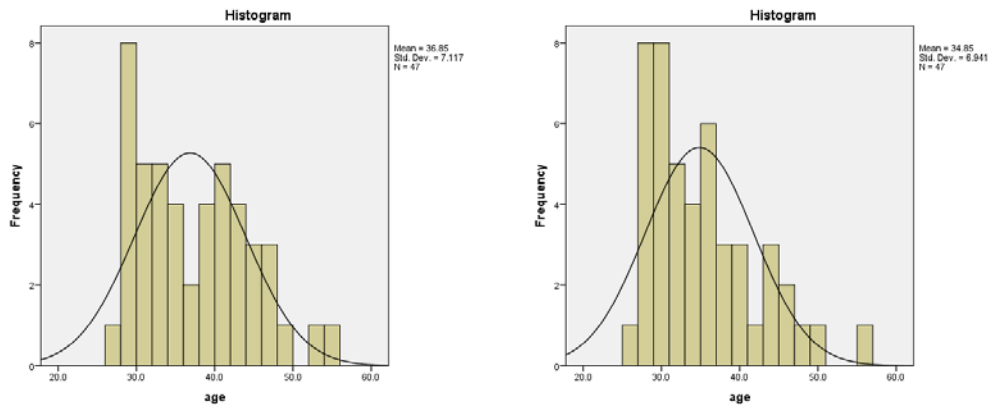 Histogram
Mean = 36.85
Std. Dev. = 7.117
N = 47
8
6
4
2
0
Frequency
20.0 30.0 40.0 50.0 60.0
age
Histogram
Mean = 34.85
Std. Dev. = 6.941
N = 47
8
6
4
2
0
Frequency
20.0 30.0 40.0 50.0 60.0
age